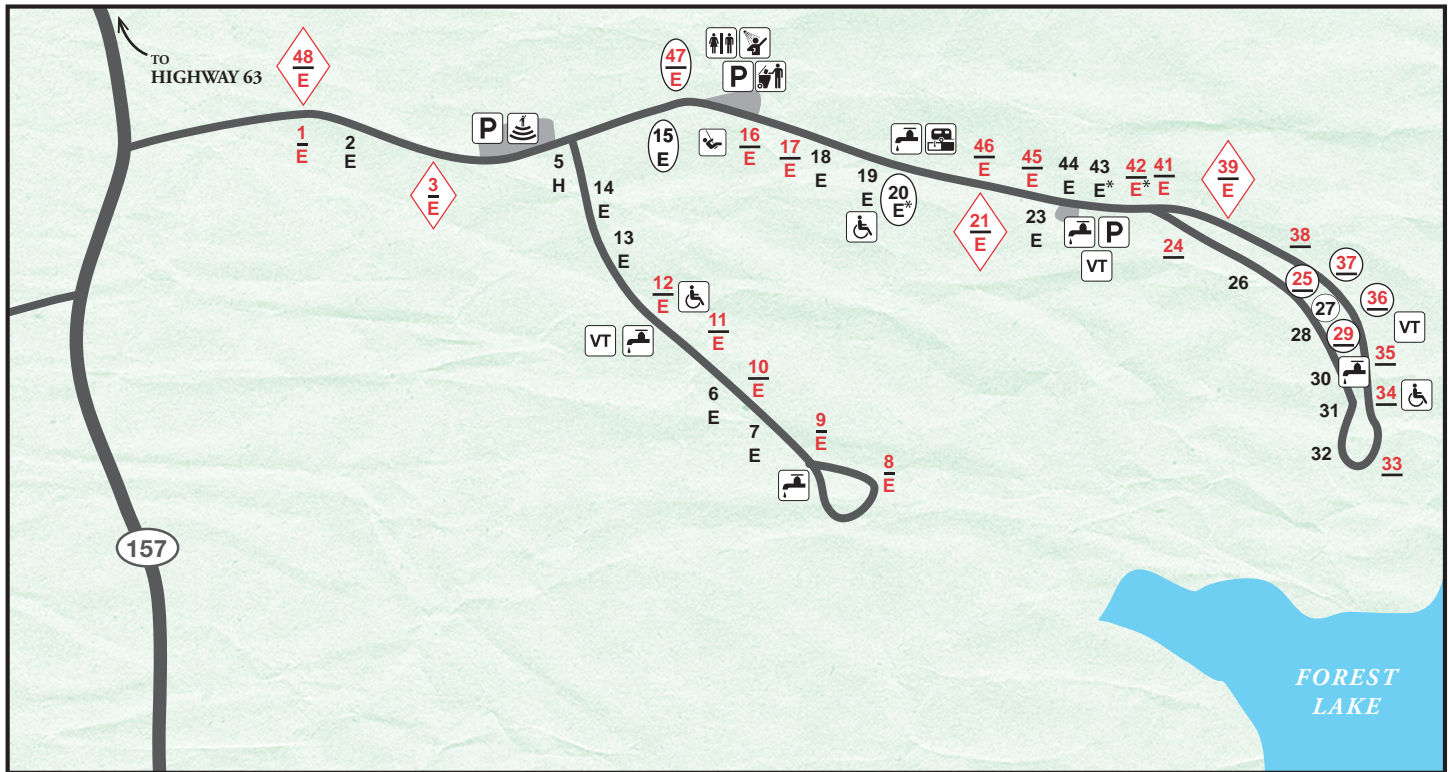 TO
HIGHWAY 63
48
E
1
E
2
E
3
E
P
5
H
47
E
P
15
E
16
E
17
E
18
E
19
E
20
E*
46
E
21
E
45
E
44
E
43
E*
42
E*
41
E
39
E
23
E
P
VT
24
38
37
36
VT
25
26
27
28
29
35
30
34
31
32
33
14
E
13
E
12
E
11
E
VT
10
E
6
E
7
E
9
E
8
E
157
FOREST
LAKE